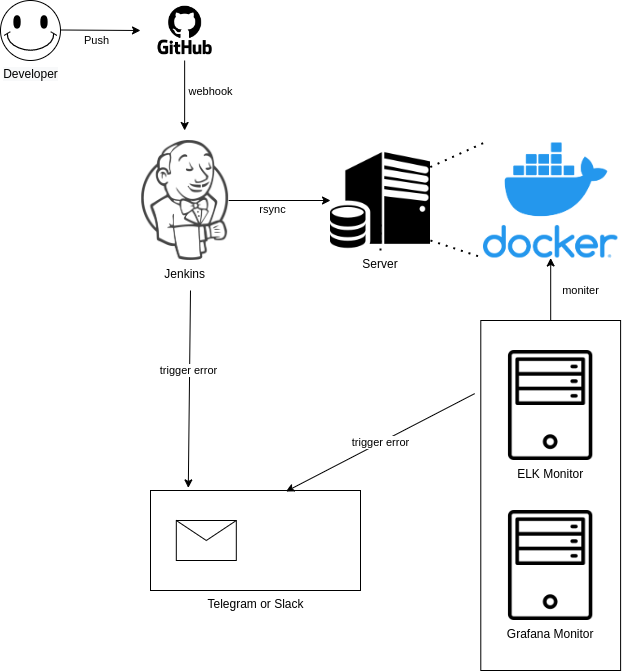 Push
GitHub
Developer
webhook
rsync
docker
Server
Jenkins
moniter
trigger error
trigger error
ELK Monitor
Telegram or Slack
Grafana Monitor